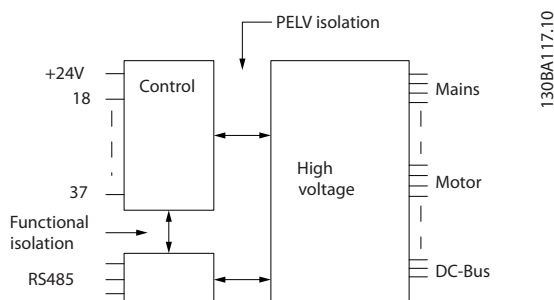 PELV isolation
+24V
Control
Mains
18
High
voltage
Motor
37
Functional
isolation
DC-Bus
RS485
130BA117.10